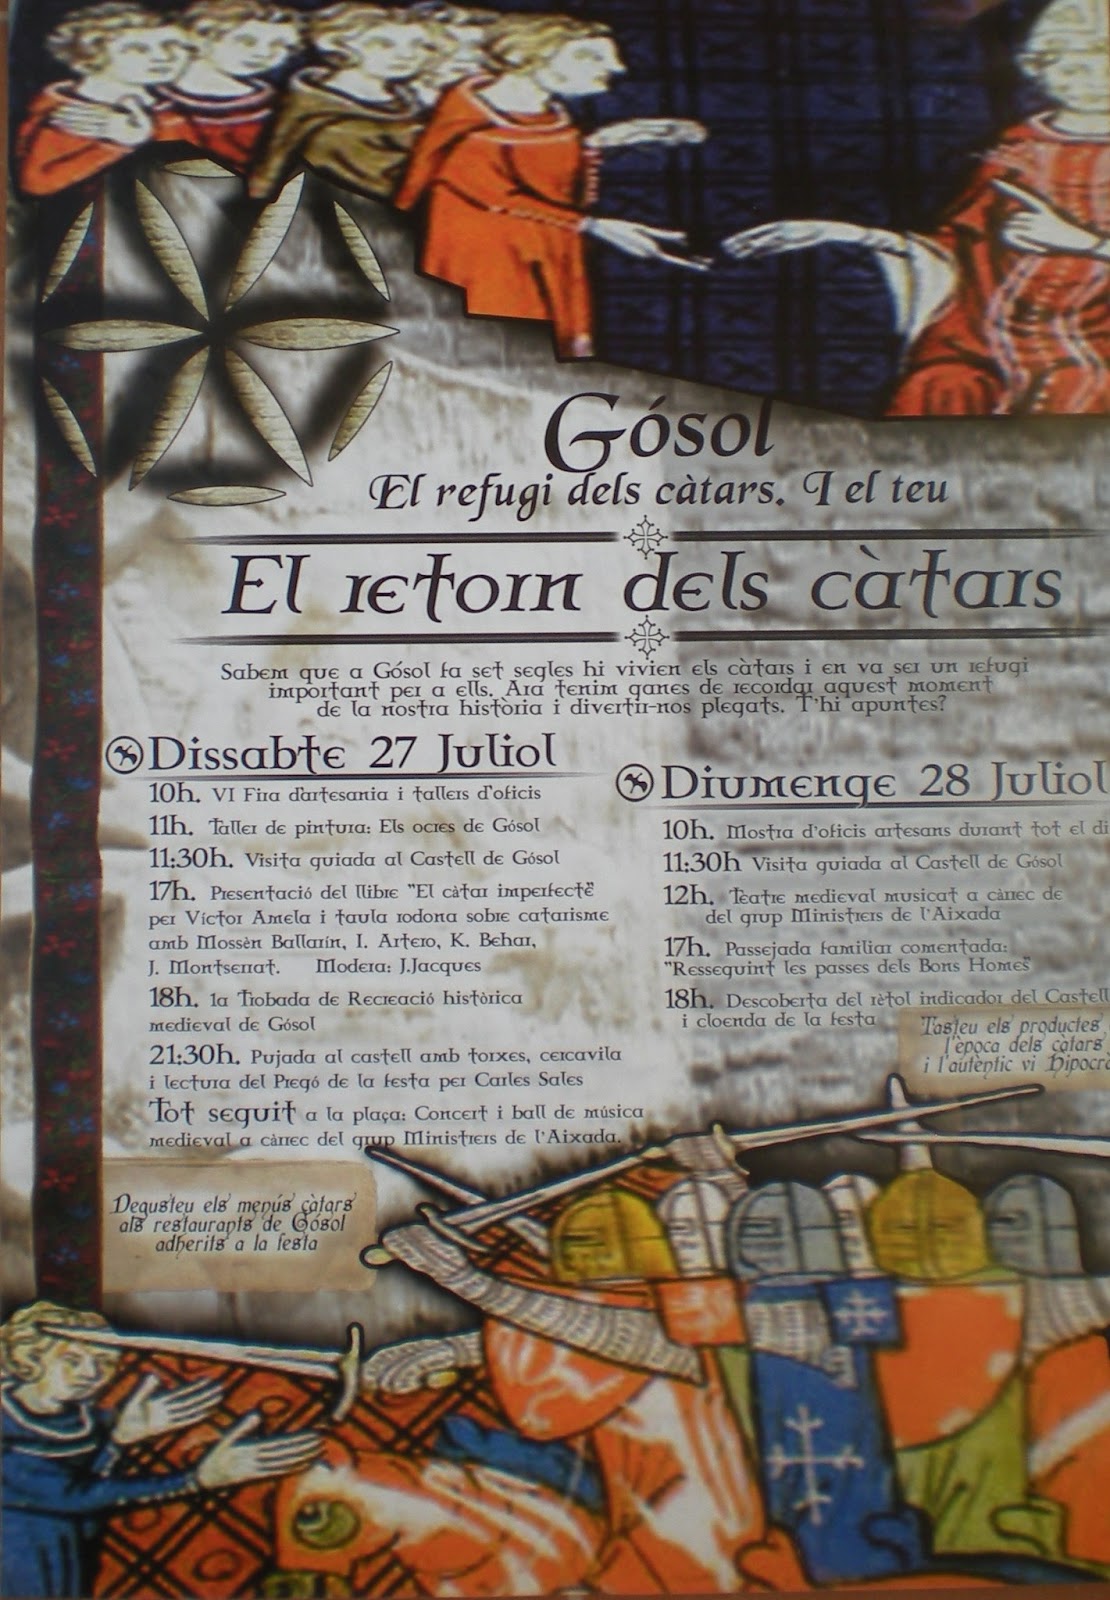 Gósol
El refugi dels càtars. I el teu
El retorn dels càtars
Sabem que a Gósol fa set segles hi vivien els càtars i en va ser un refugi
important per a ells. Ara tenim ganes de recordar aquest moment
de la nostra història i divertir-nos plegats. T'hi apuntes?
Dissabte 27 Juliol
10h. VI Fira d'artesania i tallers d'oficis
11h. Taller de pintura: Els ocres de Gósol
11:30h. Visita guiada al Castell de Gósol
17h. Presentació del llibre "El càtar imperfecte"
per Víctor Amela i taula rodona sobre catarisme
amb Mossèn Ballarín, I. Artero, K. Behar,
J. Montserrat. Modera: J.Jacques
18h. 1a Trobada de Recreació històrica
medieval de Gósol
21:30h. Pujada al castell amb torxes, cercavila
i lectura del Pregó de la festa per Carles Sales
Tot seguit a la plaça: Concert i ball de música
medieval a càrrec del grup Ministrers de l'Aixada.
Degusteu els menús càtars
als restaurants de Gósol
adherits a la festa
Diumenge 28 Juliol
10h. Mostra d'oficis artesans durant tot el di
11:30h Visita guiada al Castell de Gósol
12h. Teatre medieval musicat a càrrec de
del grup Ministrers de l'Aixada
17h. Passejada familiar comentada:
"Resseguint les passes dels Bons Homes"
18h. Descoberta del rètol indicador del Castell
i cloenda de la festa
Tasteu els productes
l'època dels càtars
i l'autèntic vi Hipocrà